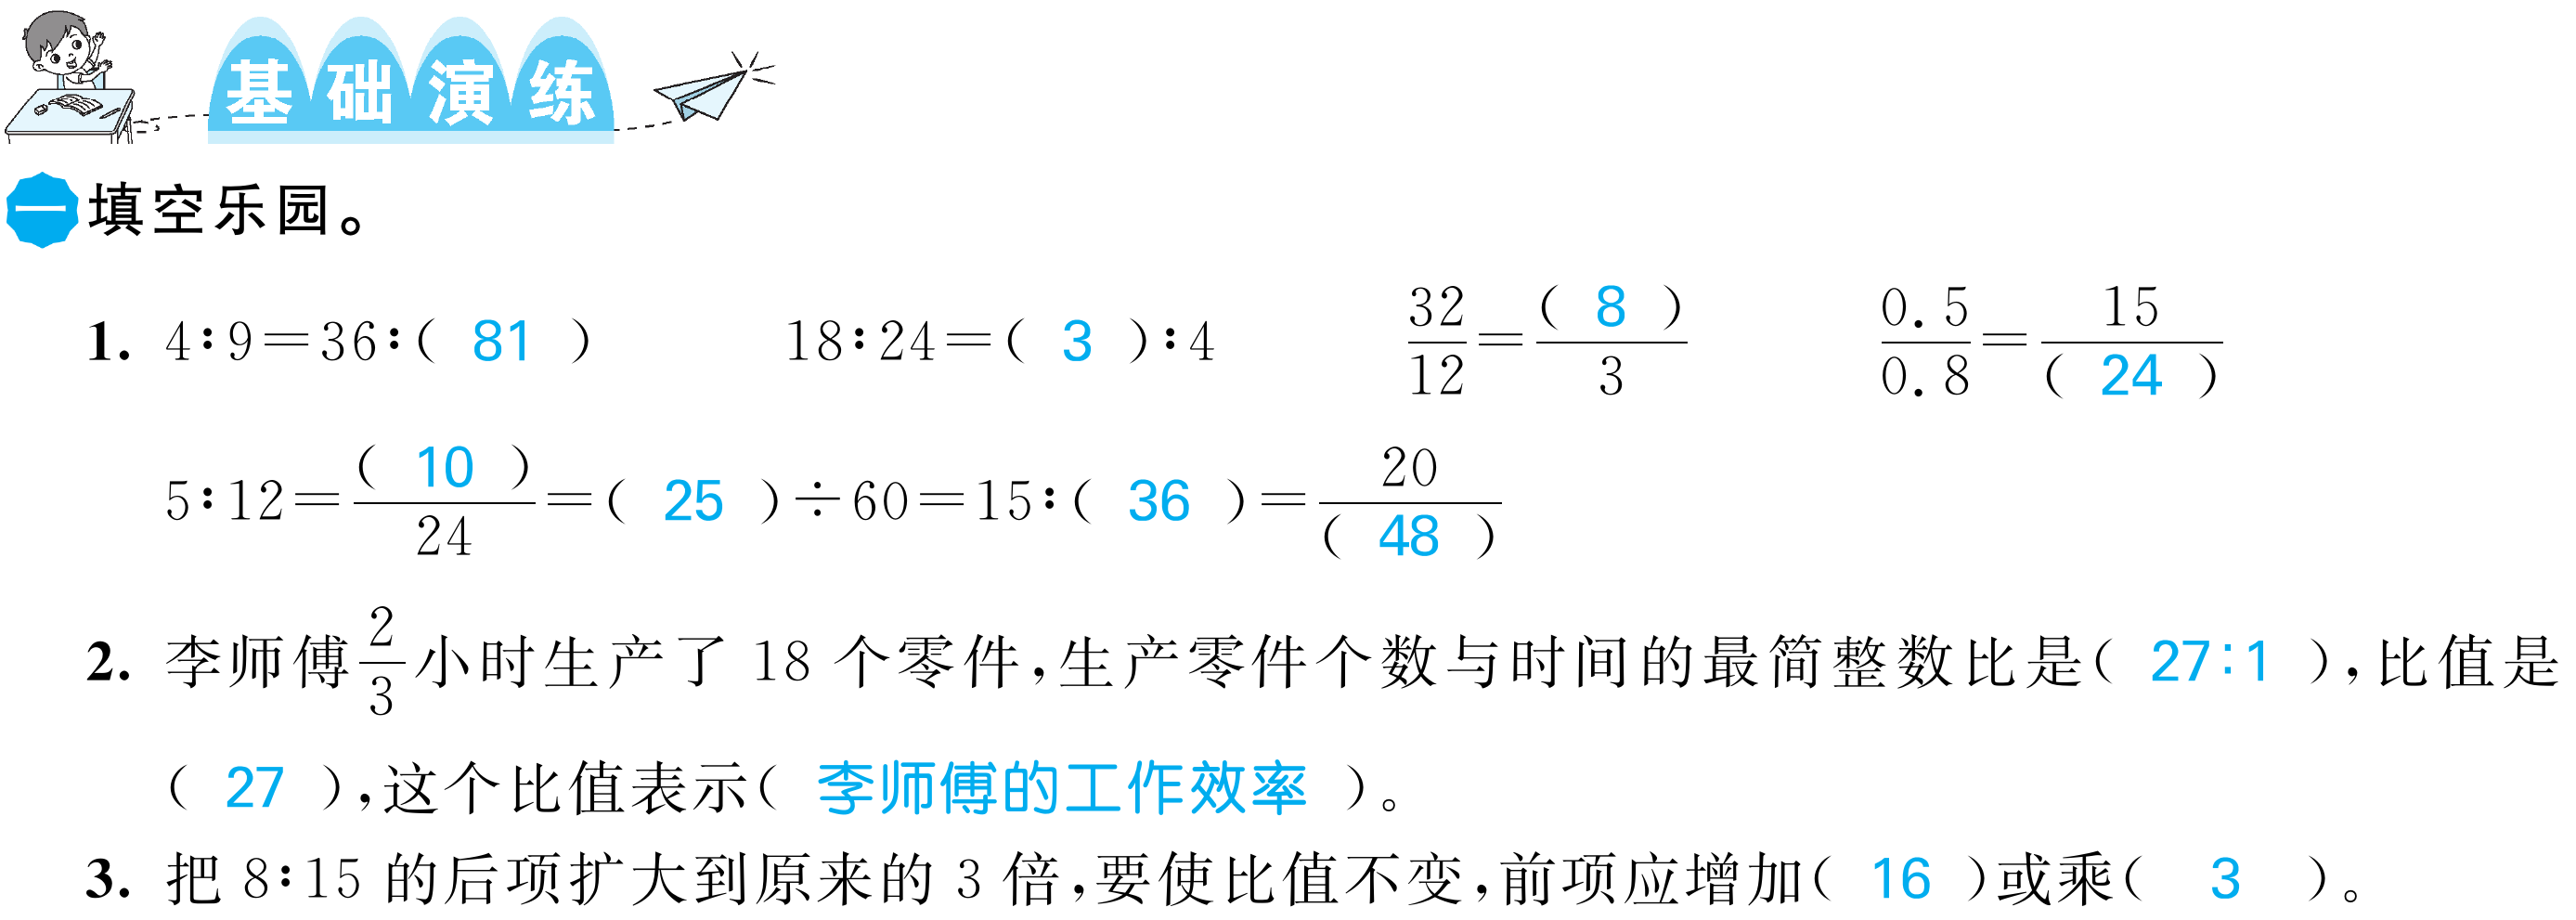 基础演练
一 填空乐园。
1. 4∶9=36∶( 81 ) 18∶24=( 3 )∶4 32/12=( 8 )/3 0.5/0.8=15/( 24 )
5∶12=( 10 )/24=( 25 )÷60=15∶( 36 )=20/( 48 )
2. 李师傅2/3小时生产了 18 个零件,生产零件个数与时间的最简整数比是( 27∶1 ),比值是
( 27 ),这个比值表示( 李师傅的工作效率 )。
3. 把 8∶15 的后项扩大到原来的 3 倍,要使比值不变,前项应增加( 16 )或乘( 3 )。